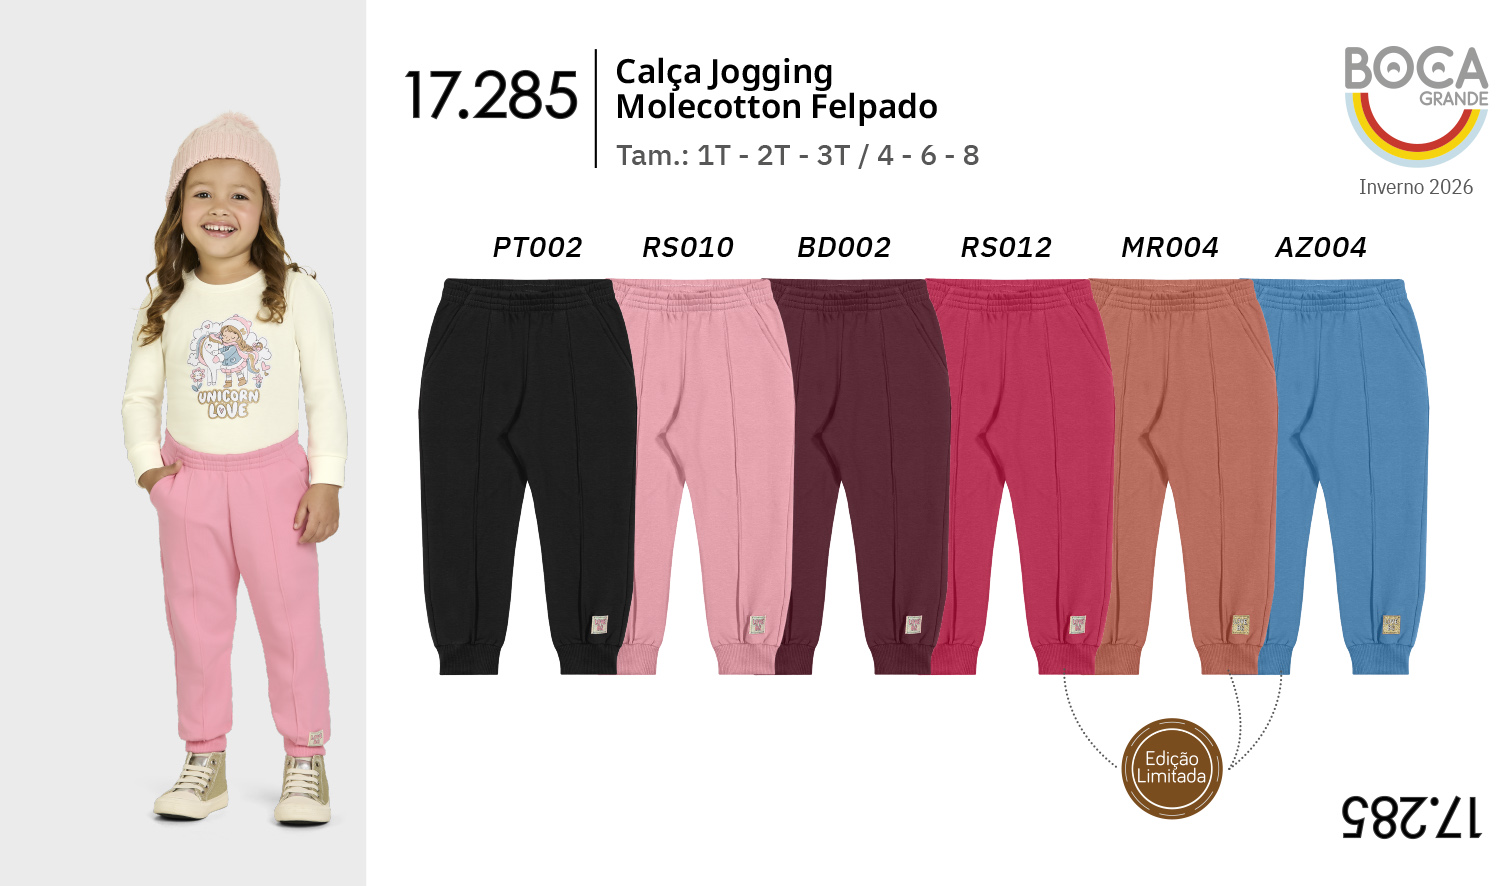 17.285
Calça Jogging
Molecotton Felpado
Tam.: 1T - 2T - 3T / 4 - 6 - 8
BOCA
GRANDE
Inverno 2026
PT002 RS010 BD002 RS012 MR004 AZ004
UNICORN
LOVE
Edição
Limitada
17.285